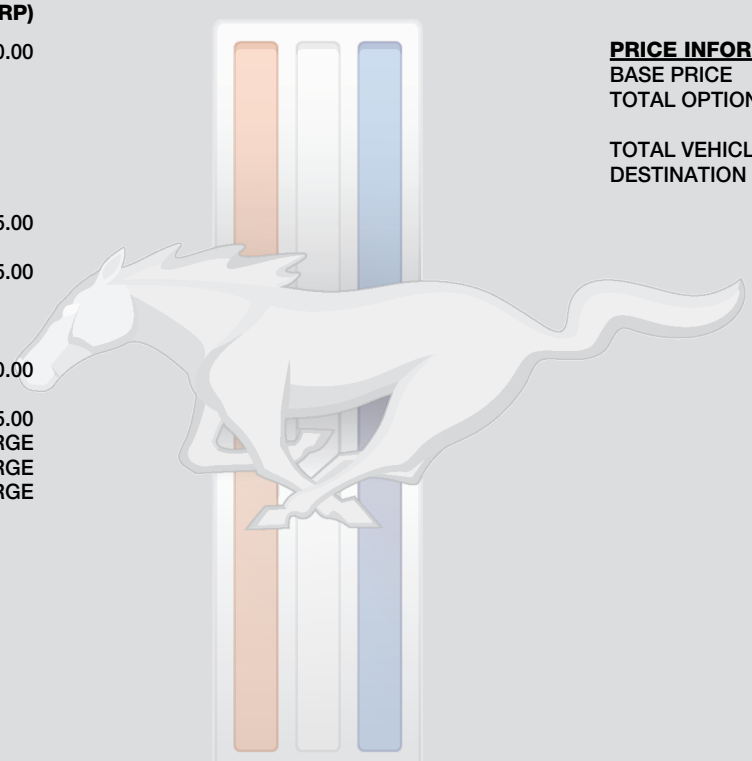 RP)
0.00
5.00
5.00
0.00
5.00
RGE
RGE
RGE
PRICE INFOR
BASE PRICE
TOTAL OPTION
TOTAL VEHICL
DESTINATION